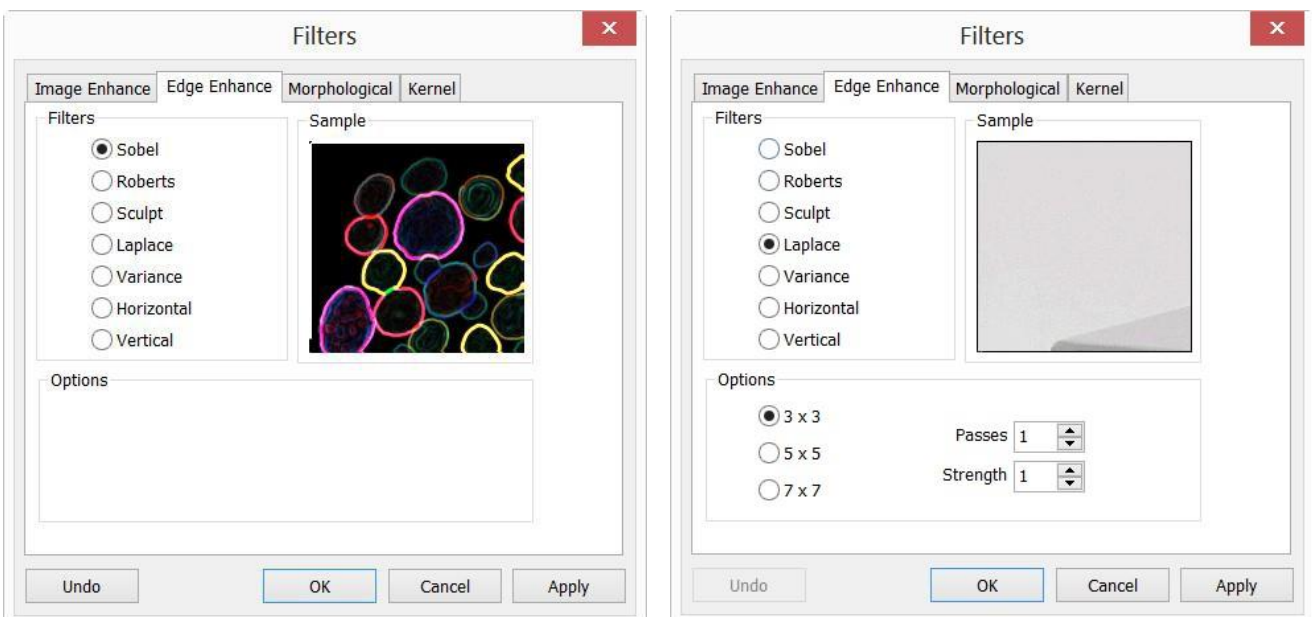 Filters
Image Enhance Edge Enhance Morphological Kernel
Filters
Sobel
Roberts
Sculpt
Laplace
Variance
Horizontal
Vertical
Sample
Options
Undo OK Cancel Apply
Filters
Image Enhance Edge Enhance Morphological Kernel
Filters
Sobel
Roberts
Sculpt
Laplace
Variance
Horizontal
Vertical
Sample
Options
3 x 3
5 x 5
7 x 7
Passes 1
Strength 1
Undo OK Cancel Apply